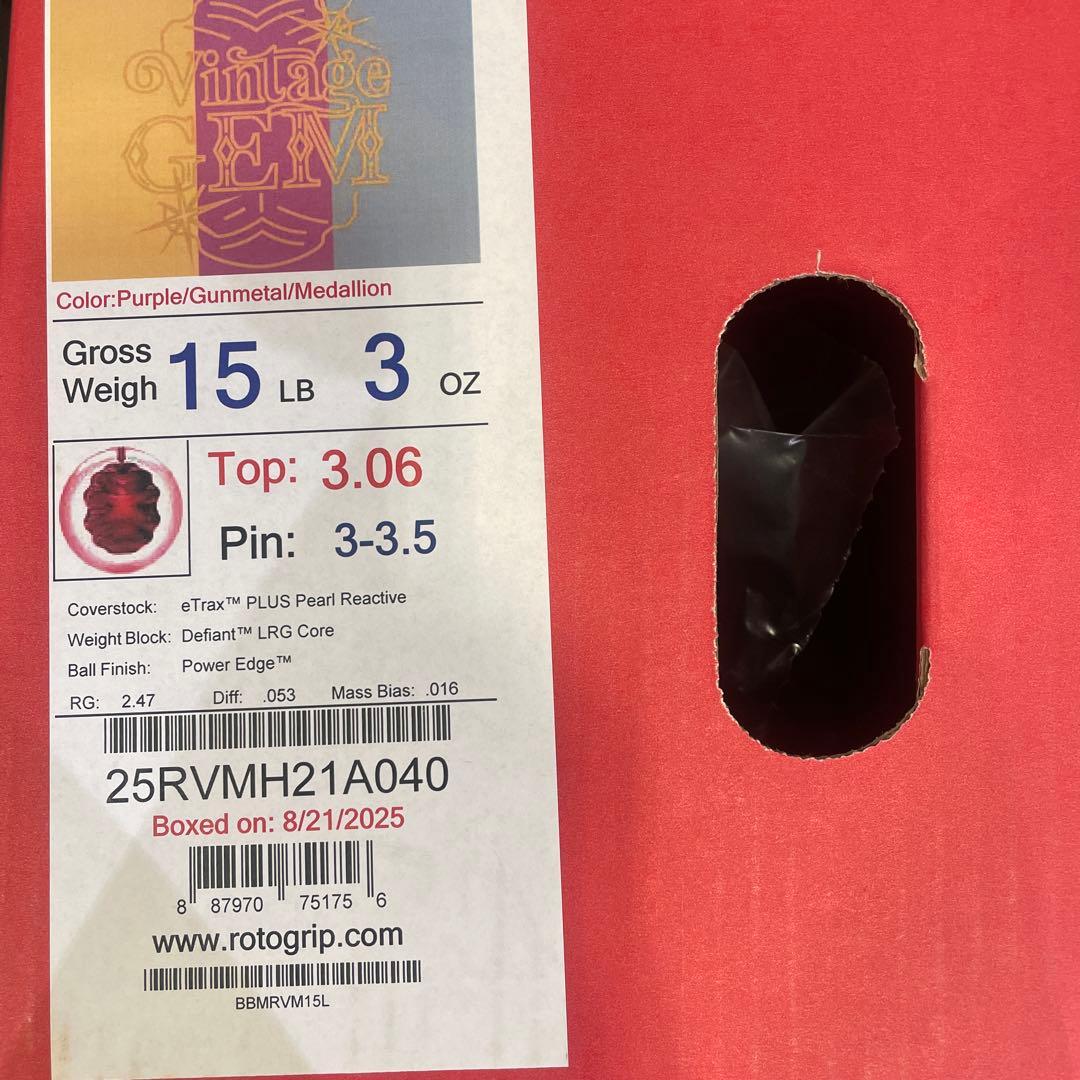 Vintage
GEM
Color:Purple/Gunmetal/Medallion
Gross
Weigh 15 LB 3 OZ
Top: 3.06
Pin: 3-3.5
Coverstock: eTrax™ PLUS Pearl Reactive
Weight Block: Defiant™ LRG Core
Ball Finish: Power Edge™
RG: 2.47 Diff: .053 Mass Bias: .016
25RVMH21A040
Boxed on: 8/21/2025
8 87970 75175 6
www.rotogrip.com
BBMRVM15L